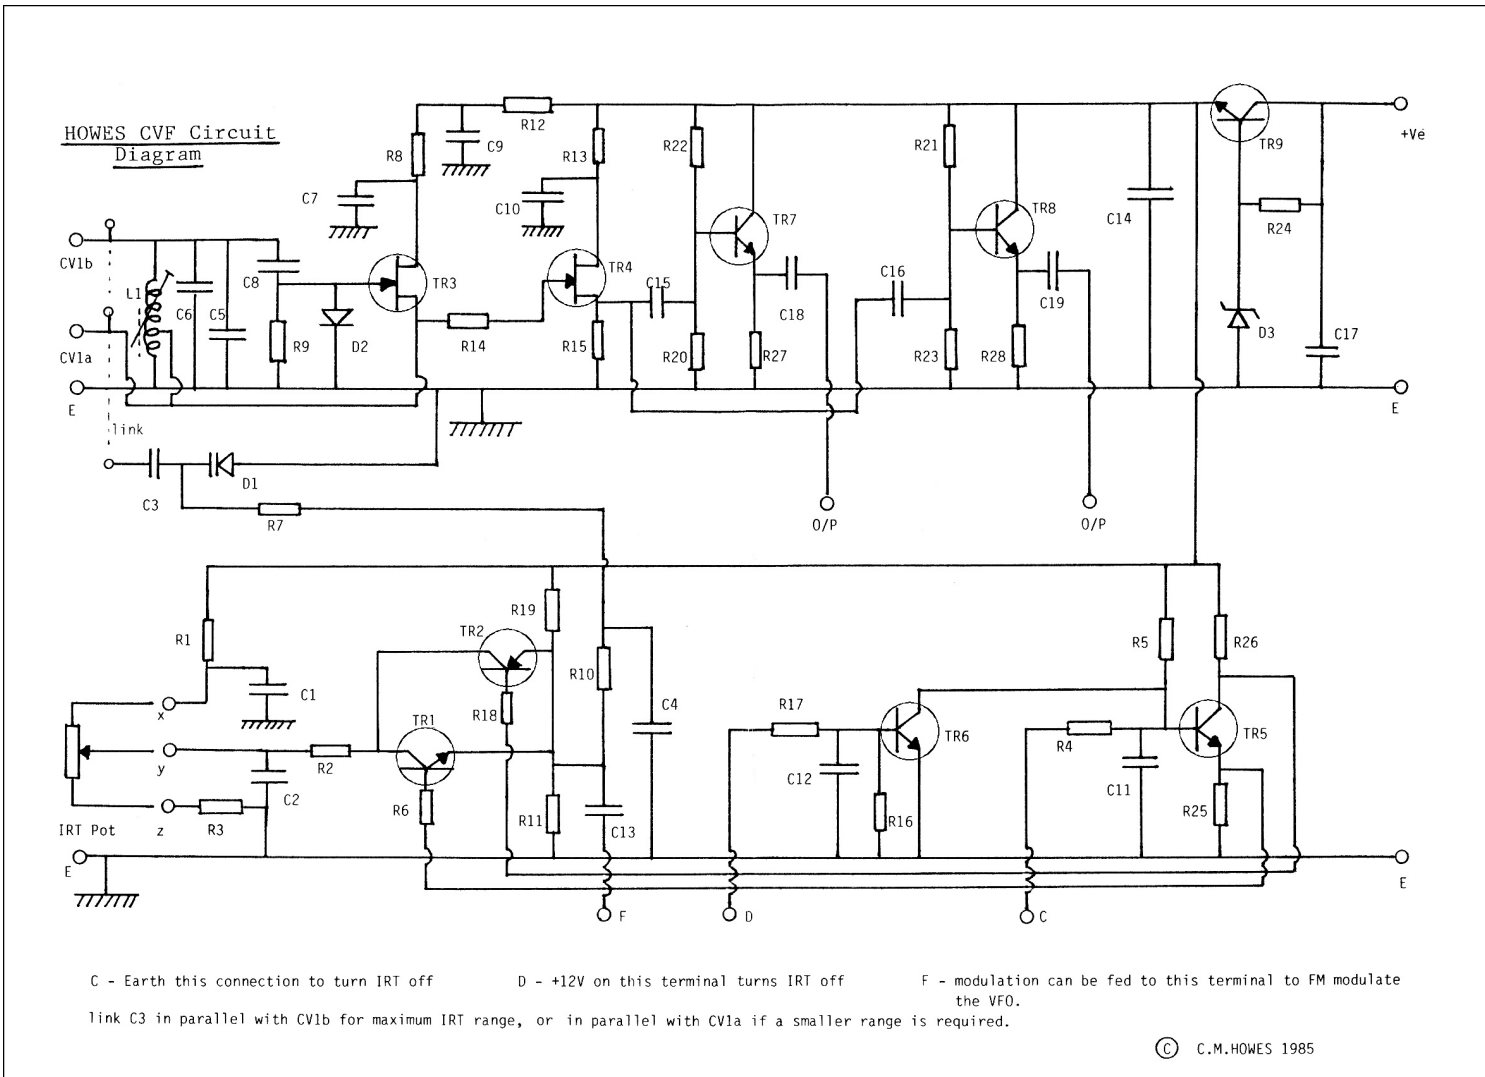 HOWES CVF Circuit
Diagram
R12
C9
R8
C7
R13
C10
R22
R21
TR9
+Ve
CV1b
L1
C6
C5
C8
R9
D2
TR3
R14
TR4
R15
C15
R20
TR7
C18
R27
C16
R23
TR8
C19
R28
C14
R24
D3
C17
CV1a
E
E
link
C3
D1
R7
O/P
O/P
R1
C1
x
y
z
IRT Pot
E
R3
C2
R2
TR1
R6
TR2
R18
R19
R10
R11
C13
C4
F
R17
C12
R16
TR6
D
R4
C11
R5
R26
TR5
R25
C
E
C - Earth this connection to turn IRT off
D - +12V on this terminal turns IRT off
F - modulation can be fed to this terminal to FM modulate
the VFO.
link C3 in parallel with CV1b for maximum IRT range, or in parallel with CV1a if a smaller range is required.
© C.M.HOWES 1985